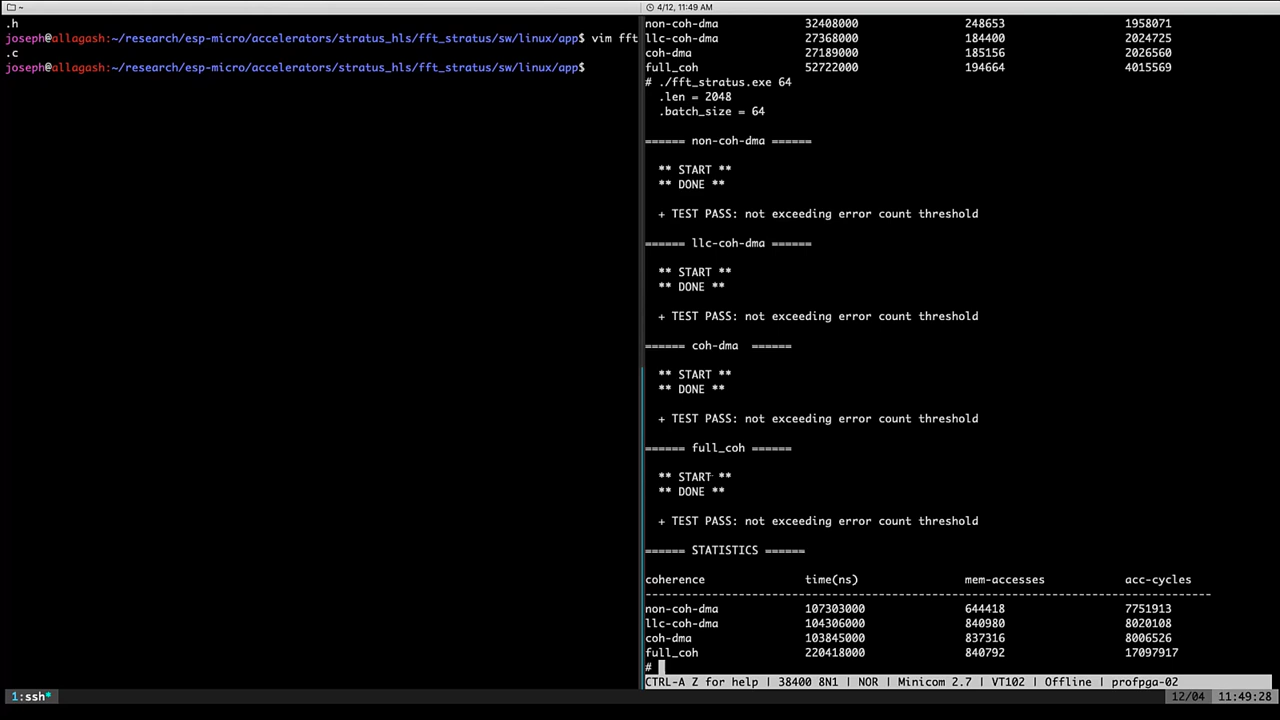 ~
4/12, 11:49 AM
.h
joseph@allagash:~/research/esp-micro/accelerators/stratus_hls/fft_stratus/sw/linux/app$ vim fft
.c
joseph@allagash:~/research/esp-micro/accelerators/stratus_hls/fft_stratus/sw/linux/app$
non-coh-dma 32408000 248653 1958071
llc-coh-dma 27368000 184400 2024725
coh-dma 27189000 185156 2026560
full_coh 52722000 194664 4015569
# ./fft_stratus.exe 64
.len = 2048
.batch_size = 64
====== non-coh-dma ======
** START **
** DONE **
+ TEST PASS: not exceeding error count threshold
====== llc-coh-dma ======
** START **
** DONE **
+ TEST PASS: not exceeding error count threshold
====== coh-dma ======
** START **
** DONE **
+ TEST PASS: not exceeding error count threshold
====== full_coh ======
** START **
** DONE **
+ TEST PASS: not exceeding error count threshold
====== STATISTICS ======
coherence time(ns) mem-accesses acc-cycles
--------------------------------------------------------------------------------------
non-coh-dma 107303000 644418 7751913
llc-coh-dma 104306000 840980 8020108
coh-dma 103845000 837316 8006526
full_coh 220418000 840792 17097917
#
CTRL-A Z for help | 38400 8N1 | NOR | Minicom 2.7 | VT102 | Offline | profpga-02
1:ssh* 12/04 11:49:28